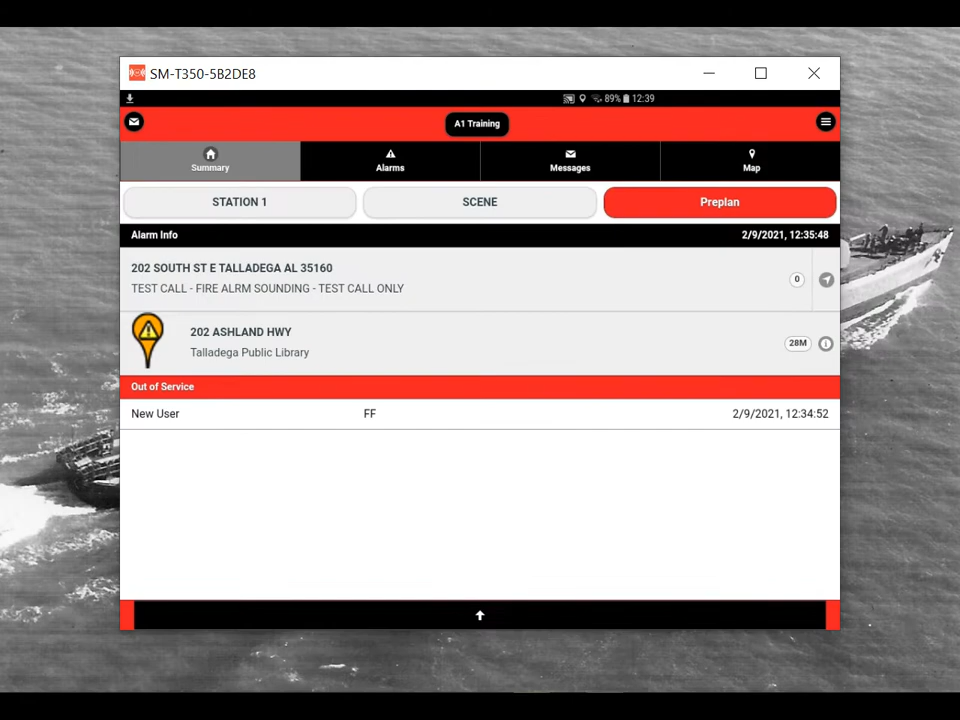 SM-T350-5B2DE8
89% 12:39
A1 Training
Summary
Alarms
Messages
Map
STATION 1
SCENE
Preplan
Alarm Info
2/9/2021, 12:35:48
202 SOUTH ST E TALLADEGA AL 35160
TEST CALL - FIRE ALRM SOUNDING - TEST CALL ONLY
0
202 ASHLAND HWY
Talladega Public Library
28M
Out of Service
New User
FF
2/9/2021, 12:34:52